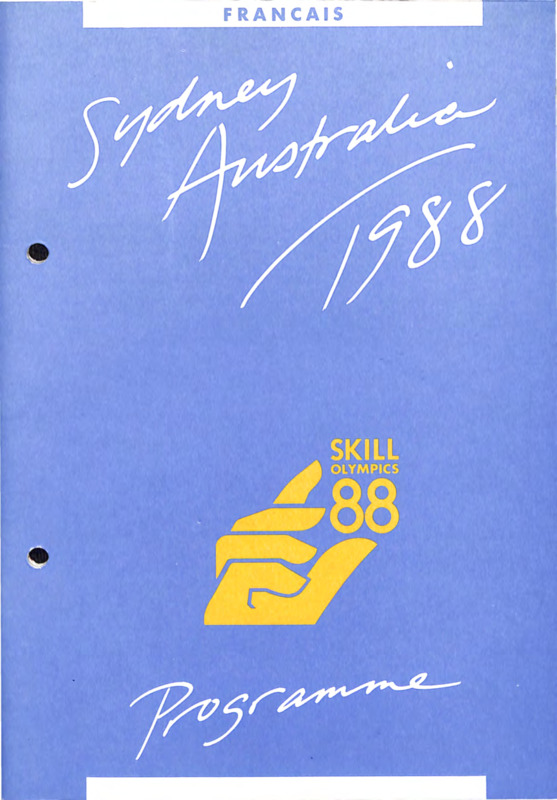 FRANCAIS
Sydney
Australia
1988
SKILL
OLYMPICS
88
Programme